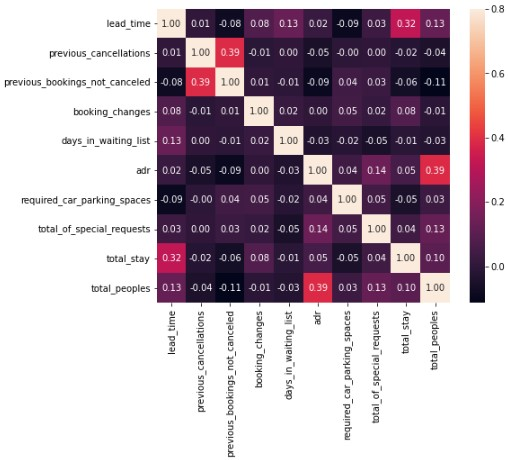 lead_time 1.00 0.01 -0.08 0.08 0.13 0.02 -0.09 0.03 0.32 0.13
previous_cancellations 0.01 1.00 0.39 -0.01 0.00 -0.05 -0.00 0.00 -0.02 -0.04
previous_bookings_not_canceled -0.08 0.39 1.00 0.01 -0.01 -0.09 0.04 0.03 -0.06 -0.11
booking_changes 0.08 -0.01 0.01 1.00 0.02 0.00 0.05 0.02 0.08 -0.01
days_in_waiting_list 0.13 0.00 -0.01 0.02 1.00 -0.03 -0.02 -0.05 -0.01 -0.03
adr 0.02 -0.05 -0.09 0.00 -0.03 1.00 0.04 0.14 0.05 0.39
required_car_parking_spaces -0.09 -0.00 0.04 0.05 -0.02 0.04 1.00 0.05 -0.05 0.03
total_of_special_requests 0.03 0.00 0.03 0.02 -0.05 0.14 0.05 1.00 0.04 0.13
total_stay 0.32 -0.02 -0.06 0.08 -0.01 0.05 -0.05 0.04 1.00 0.10
total_peoples 0.13 -0.04 -0.11 -0.01 -0.03 0.39 0.03 0.13 0.10 1.00
lead_time
previous_cancellations
previous_bookings_not_canceled
booking_changes
days_in_waiting_list
adr
required_car_parking_spaces
total_of_special_requests
total_stay
total_peoples
0.8
0.6
0.4
0.2
0.0